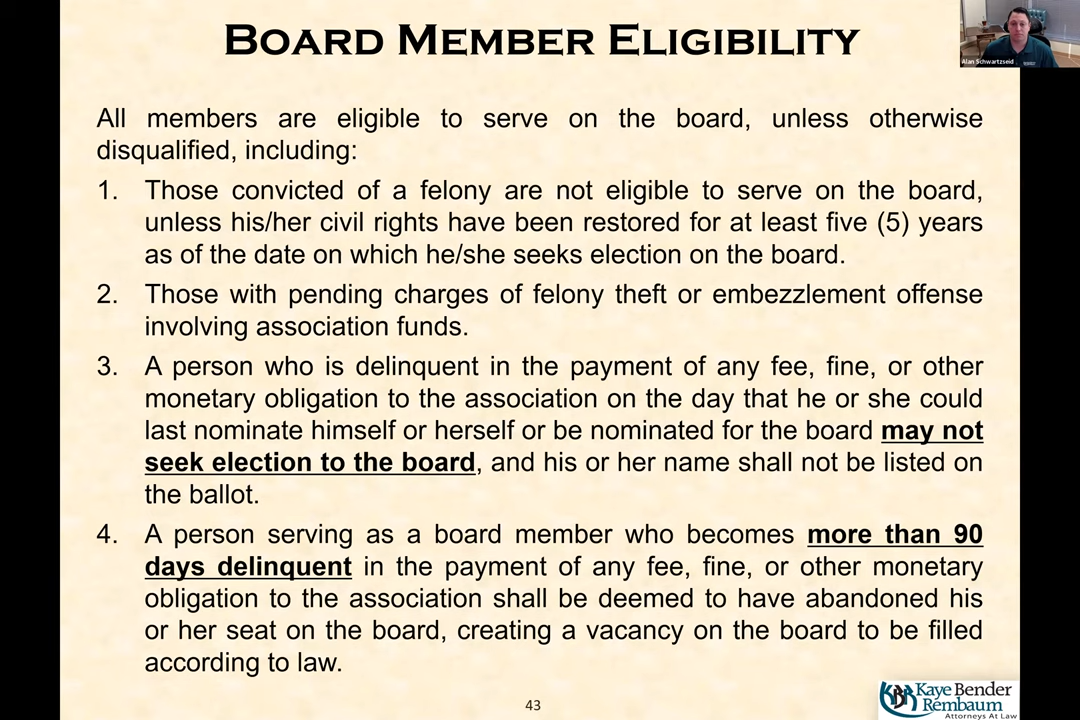 BOARD MEMBER ELIGIBILITY
Alan Schwartzseid
All members are eligible to serve on the board, unless otherwise
disqualified, including:
1. Those convicted of a felony are not eligible to serve on the board,
unless his/her civil rights have been restored for at least five (5) years
as of the date on which he/she seeks election on the board.
2. Those with pending charges of felony theft or embezzlement offense
involving association funds.
3. A person who is delinquent in the payment of any fee, fine, or other
monetary obligation to the association on the day that he or she could
last nominate himself or herself or be nominated for the board may not
seek election to the board, and his or her name shall not be listed on
the ballot.
4. A person serving as a board member who becomes more than 90
days delinquent in the payment of any fee, fine, or other monetary
obligation to the association shall be deemed to have abandoned his
or her seat on the board, creating a vacancy on the board to be filled
according to law.
43
KBR Kaye Bender
Rembaum
Attorneys At Law